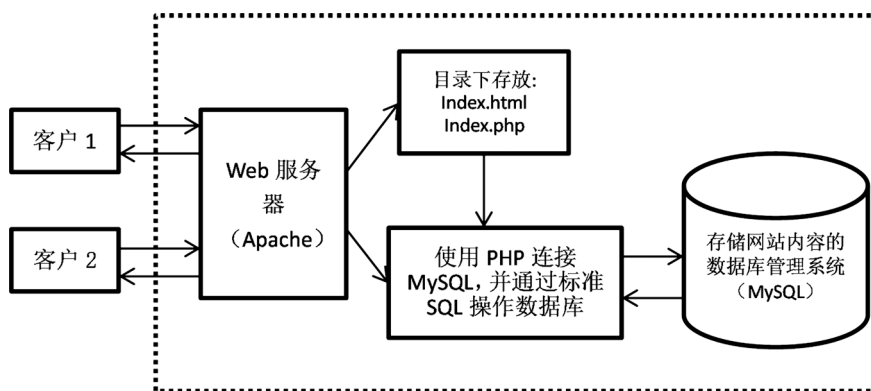 客户 1
客户 2
Web 服务
器
（Apache）
目录下存放:
Index.html
Index.php
使用 PHP 连接
MySQL，并通过标准
SQL 操作数据库
存储网站内容的
数据库管理系统
（MySQL）